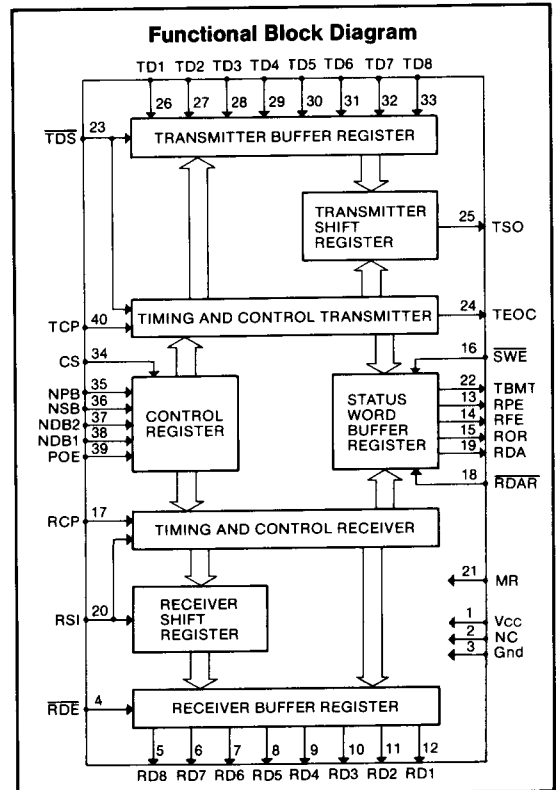 Functional Block Diagram
TD1 TD2 TD3 TD4 TD5 TD6 TD7 TD8
26 27 28 29 30 31 32 33
TDS 23
TRANSMITTER BUFFER REGISTER
TRANSMITTER
SHIFT
REGISTER
25 TSO
TIMING AND CONTROL TRANSMITTER
24 TEOC
TCP 40
CS 34
16 SWE
NPB 35
NSB 36
NDB2 37
NDB1 38
POE 39
CONTROL
REGISTER
STATUS
WORD
BUFFER
REGISTER
22 TBMT
13 RPE
14 RFE
15 ROR
19 RDA
18 RDAR
RCP 17
TIMING AND CONTROL RECEIVER
21 MR
RSI 20
RECEIVER
SHIFT
REGISTER
1 Vcc
2 NC
3 Gnd
RDE 4
RECEIVER BUFFER REGISTER
5 6 7 8 9 10 11 12
RD8 RD7 RD6 RD5 RD4 RD3 RD2 RD1